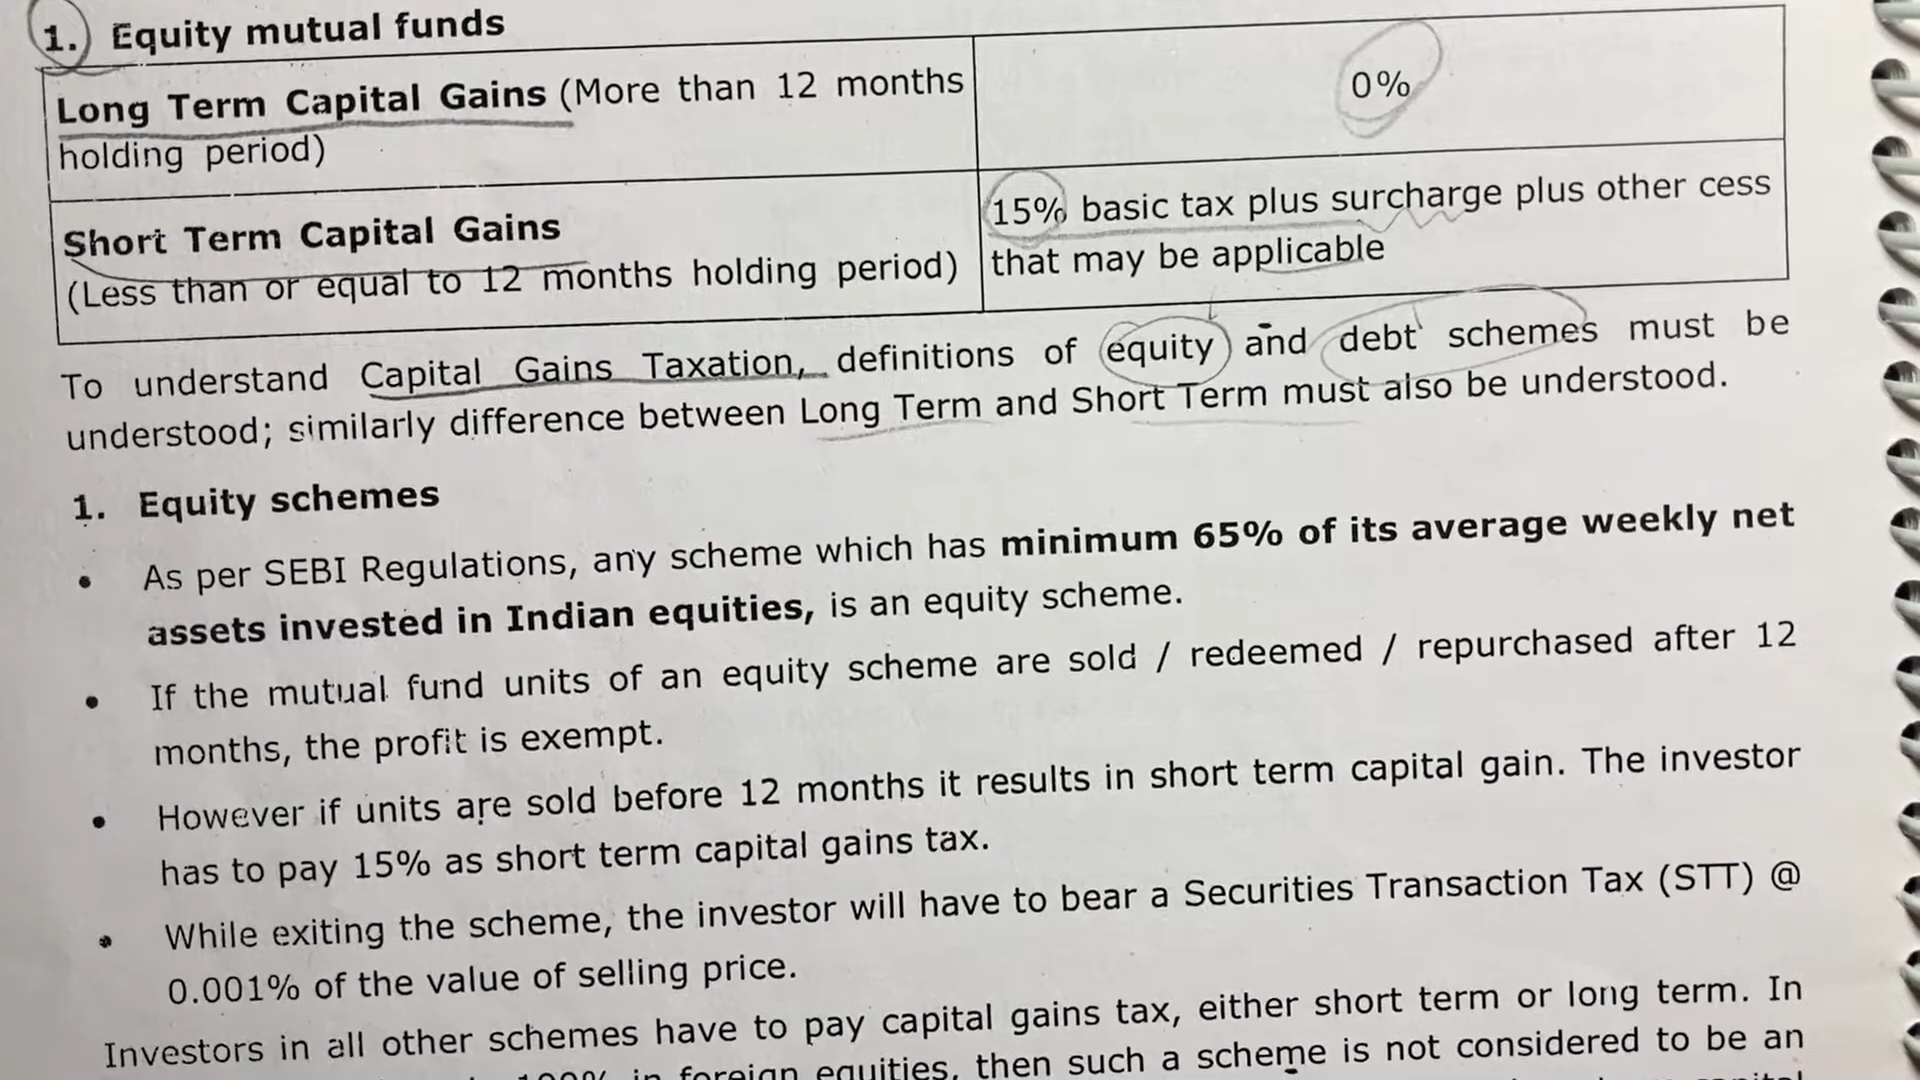 1. Equity mutual funds
Long Term Capital Gains (More than 12 months
holding period)
0%
Short Term Capital Gains
(Less than or equal to 12 months holding period)
15% basic tax plus surcharge plus other cess
that may be applicable
To understand Capital Gains Taxation, definitions of equity and debt schemes must be
understood; similarly difference between Long Term and Short Term must also be understood.
1. Equity schemes
• As per SEBI Regulations, any scheme which has minimum 65% of its average weekly net
assets invested in Indian equities, is an equity scheme.
• If the mutual fund units of an equity scheme are sold / redeemed / repurchased after 12
months, the profit is exempt.
• However if units are sold before 12 months it results in short term capital gain. The investor
has to pay 15% as short term capital gains tax.
• While exiting the scheme, the investor will have to bear a Securities Transaction Tax (STT) @
0.001% of the value of selling price.
Investors in all other schemes have to pay capital gains tax, either short term or long term. In
100% in foreign equities, then such a scheme is not considered to be an